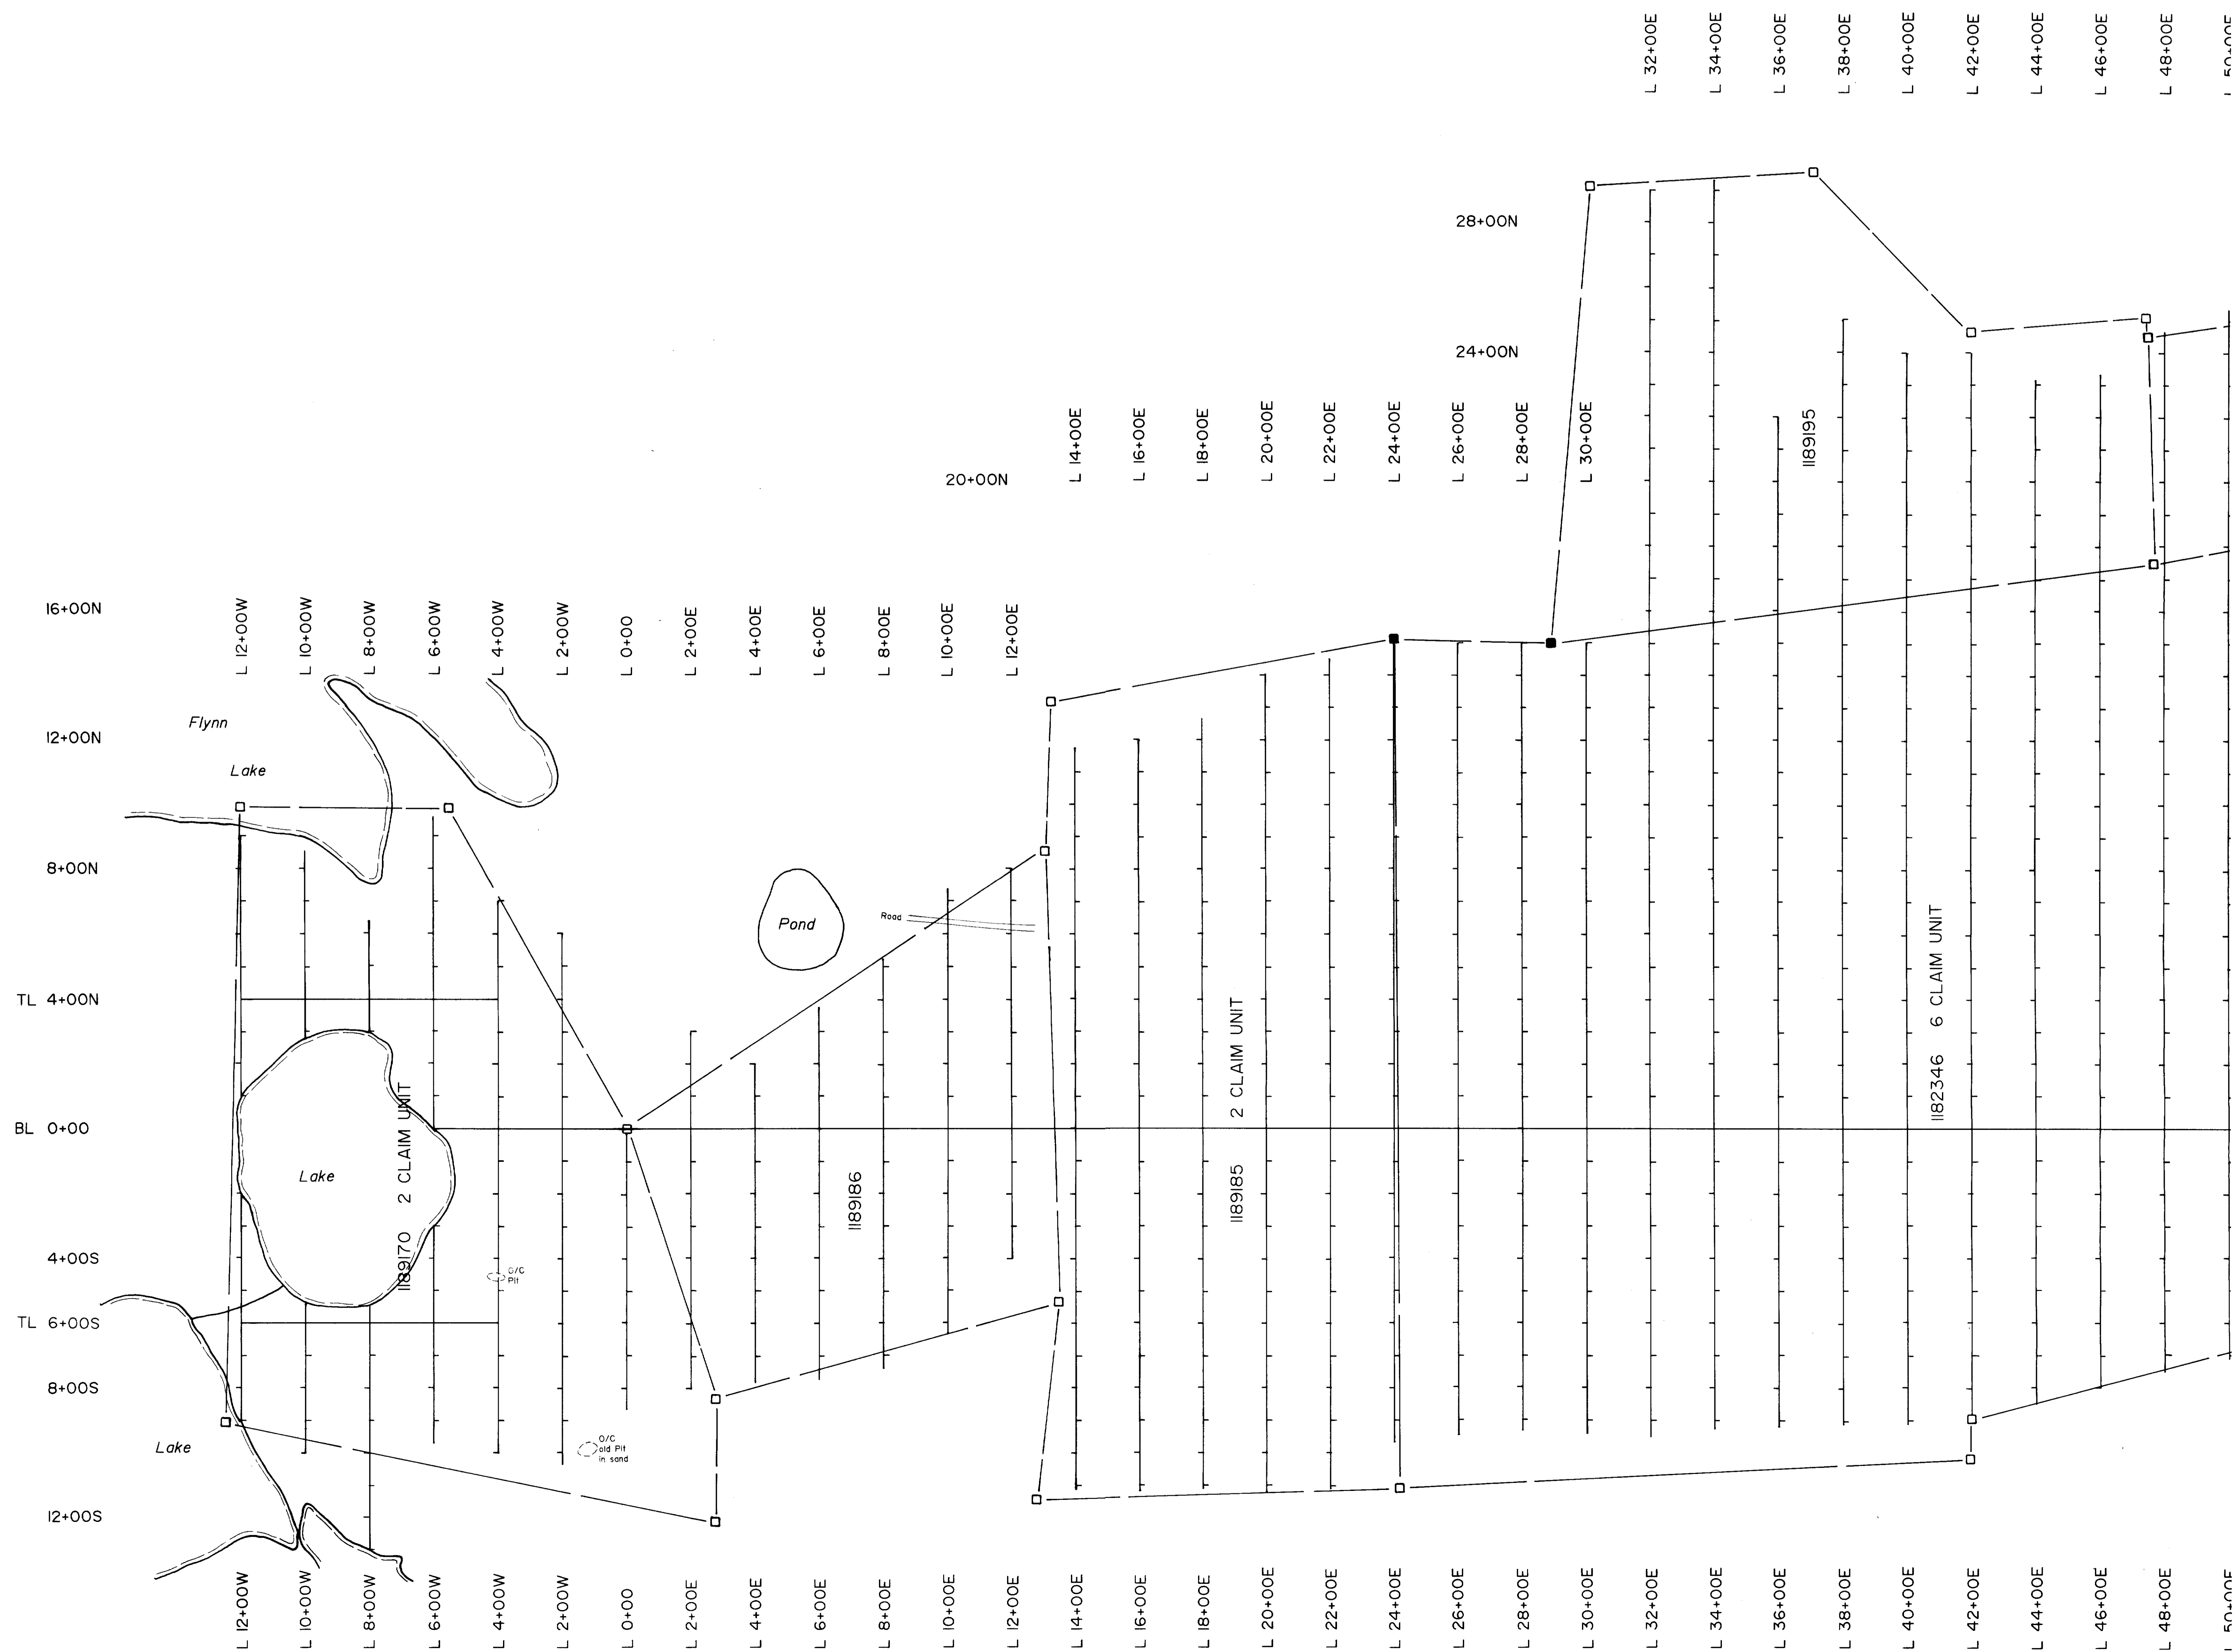 L 32+00E
L 34+00E
L 36+00E
L 38+00E
L 40+00E
L 42+00E
L 44+00E
L 46+00E
L 48+00E
L 50+00E
28+00N
24+00N
L 14+00E
L 16+00E
L 18+00E
L 20+00E
L 22+00E
L 24+00E
L 26+00E
L 28+00E
L 30+00E
1189195
20+00N
16+00N
L 12+00W
L 10+00W
L 8+00W
L 6+00W
L 4+00W
L 2+00W
L 0+00
L 2+00E
L 4+00E
L 6+00E
L 8+00E
L 10+00E
L 12+00E
Flynn
Lake
12+00N
8+00N
Pond
Road
TL 4+00N
BL 0+00
Lake
1189170 2 CLAIM UNIT
1189186
1189185 2 CLAIM UNIT
1182346 6 CLAIM UNIT
4+00S
O/C
Pit
TL 6+00S
8+00S
Lake
O/C
old Pit
in sand
12+00S
L 12+00W
L 10+00W
L 8+00W
L 6+00W
L 4+00W
L 2+00W
L 0+00
L 2+00E
L 4+00E
L 6+00E
L 8+00E
L 10+00E
L 12+00E
L 14+00E
L 16+00E
L 18+00E
L 20+00E
L 22+00E
L 24+00E
L 26+00E
L 28+00E
L 30+00E
L 32+00E
L 34+00E
L 36+00E
L 38+00E
L 40+00E
L 42+00E
L 44+00E
L 46+00E
L 48+00E
L 50+00E